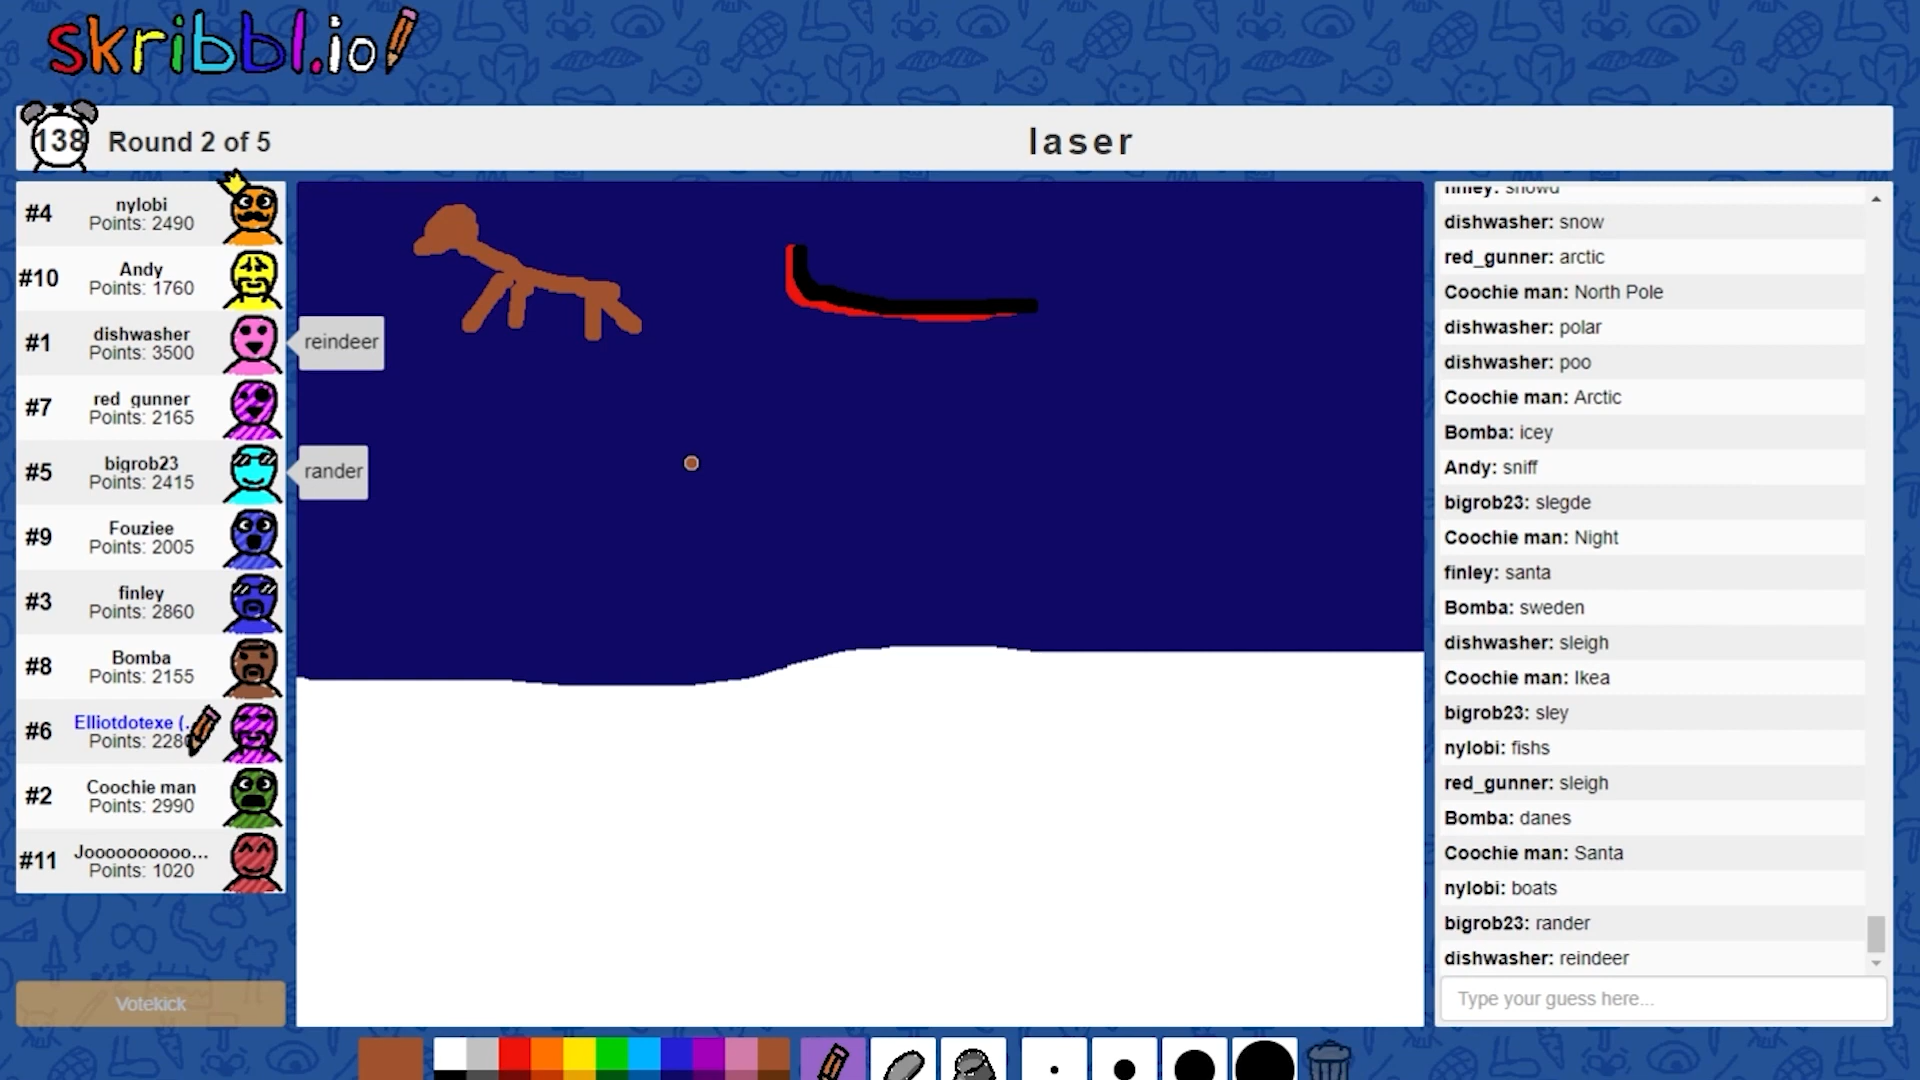 skribbl.io
138
Round 2 of 5
laser
#4
nylobi
Points: 2490
#10
Andy
Points: 1760
#1
dishwasher
Points: 3500
reindeer
#7
red_gunner
Points: 2165
#5
bigrob23
Points: 2415
rander
#9
Fouziee
Points: 2005
#3
finley
Points: 2860
#8
Bomba
Points: 2155
#6
Elliotdotexe (...
Points: 2280
#2
Coochie man
Points: 2990
#11
Joooooooooo...
Points: 1020
Votekick
finley: snowd
dishwasher: snow
red_gunner: arctic
Coochie man: North Pole
dishwasher: polar
dishwasher: poo
Coochie man: Arctic
Bomba: icey
Andy: sniff
bigrob23: slegde
Coochie man: Night
finley: santa
Bomba: sweden
dishwasher: sleigh
Coochie man: Ikea
bigrob23: sley
nylobi: fishs
red_gunner: sleigh
Bomba: danes
Coochie man: Santa
nylobi: boats
bigrob23: rander
dishwasher: reindeer
Type your guess here...